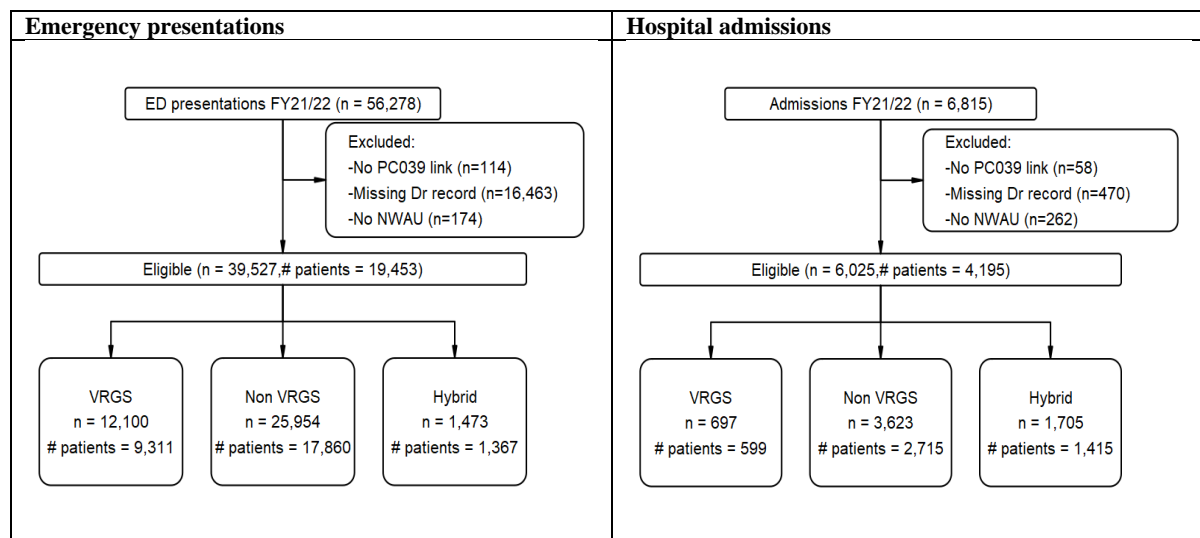 Emergency presentations
ED presentations FY21/22 (n = 56,278)
Excluded:
-No PC039 link (n=114)
-Missing Dr record (n=16,463)
-No NWAU (n=174)
Eligible (n = 39,527,# patients = 19,453)
VRGS
n = 12,100
# patients = 9,311
Non VRGS
n = 25,954
# patients = 17,860
Hybrid
n = 1,473
# patients = 1,367
Hospital admissions
Admissions FY21/22 (n = 6,815)
Excluded:
-No PC039 link (n=58)
-Missing Dr record (n=470)
-No NWAU (n=262)
Eligible (n = 6,025,# patients = 4,195)
VRGS
n = 697
# patients = 599
Non VRGS
n = 3,623
# patients = 2,715
Hybrid
n = 1,705
# patients = 1,415